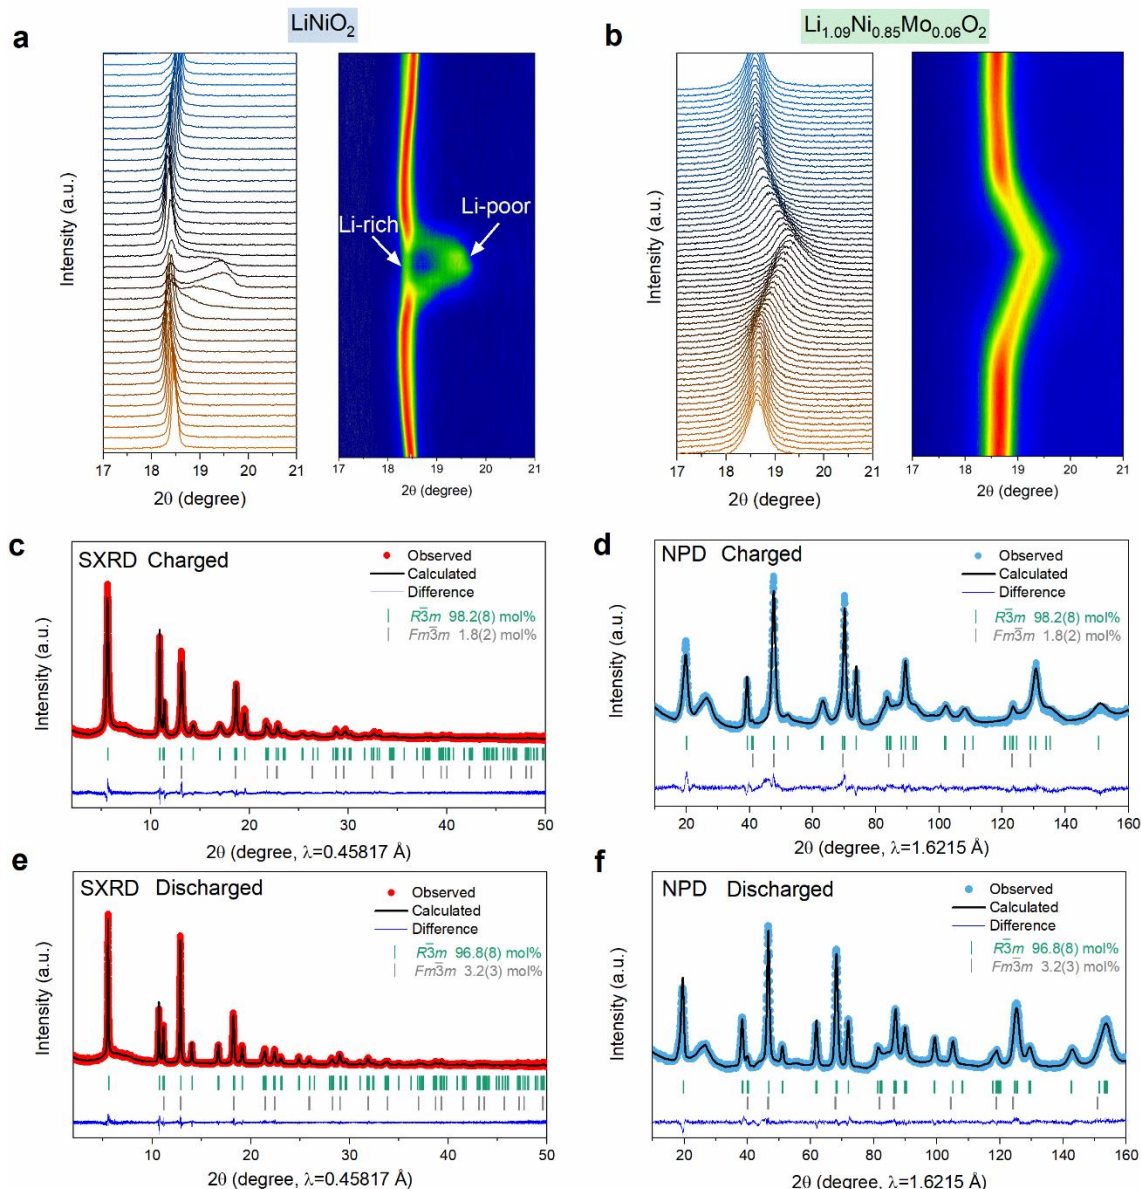 a
LiNiO₂
b
Li₁.₀₉Ni₀.₈₅Mo₀.₀₆O₂
Intensity (a.u.)
Li-rich
Li-poor
17 18 19 20 21
2θ (degree)
17 18 19 20 21
2θ (degree)
Intensity (a.u.)
17 18 19 20 21
2θ (degree)
17 18 19 20 21
2θ (degree)
c
SXRD Charged
Observed
Calculated
Difference
R3̅m 98.2(8) mol%
Fm3̅m 1.8(2) mol%
Intensity (a.u.)
10 20 30 40 50
2θ (degree, λ=0.45817 Å)
d
NPD Charged
Observed
Calculated
Difference
R3̅m 98.2(8) mol%
Fm3̅m 1.8(2) mol%
Intensity (a.u.)
20 40 60 80 100 120 140 160
2θ (degree, λ=1.6215 Å)
e
SXRD Discharged
Observed
Calculated
Difference
R3̅m 96.8(8) mol%
Fm3̅m 3.2(3) mol%
Intensity (a.u.)
10 20 30 40 50
2θ (degree, λ=0.45817 Å)
f
NPD Discharged
Observed
Calculated
Difference
R3̅m 96.8(8) mol%
Fm3̅m 3.2(3) mol%
Intensity (a.u.)
20 40 60 80 100 120 140 160
2θ (degree, λ=1.6215 Å)